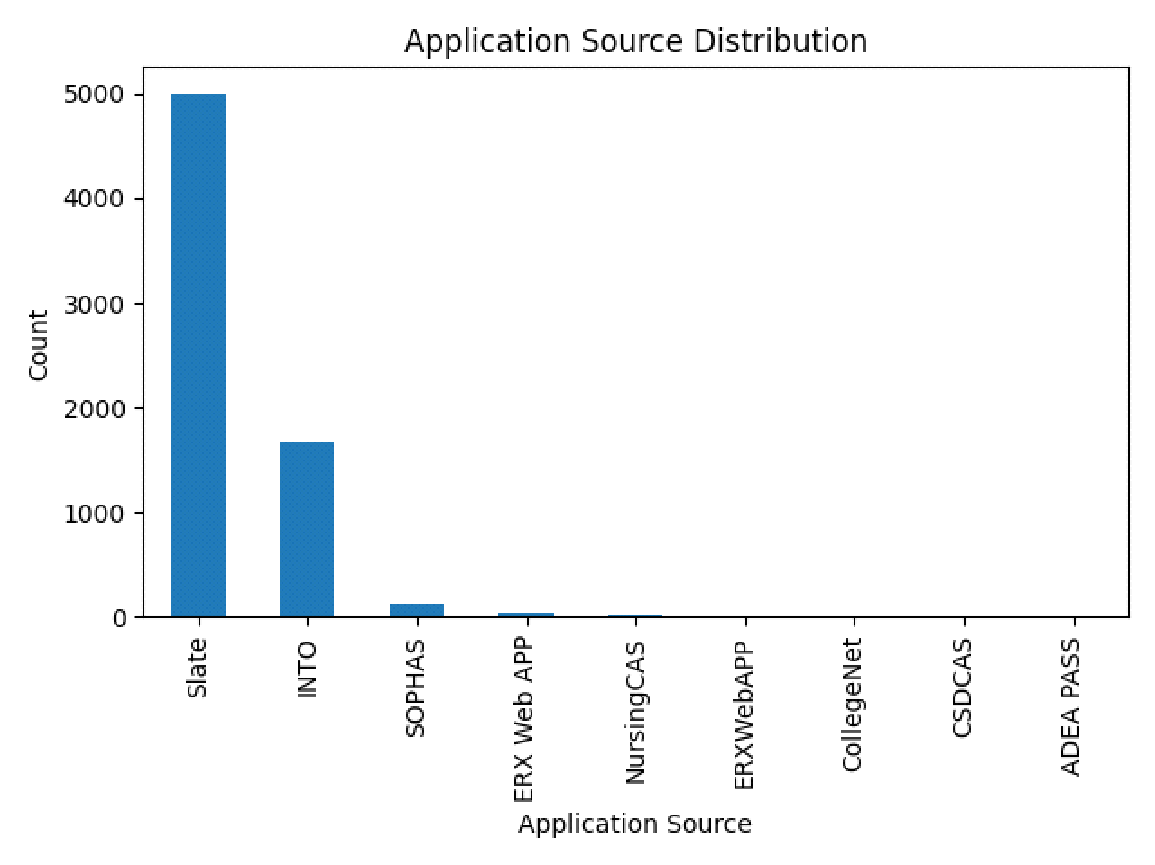 Application Source Distribution
5000
4000
3000
2000
1000
0
Count
Slate
INTO
SOPHAS
ERX Web APP
NursingCAS
ERXWebAPP
CollegeNet
CSDCAS
ADEA PASS
Application Source